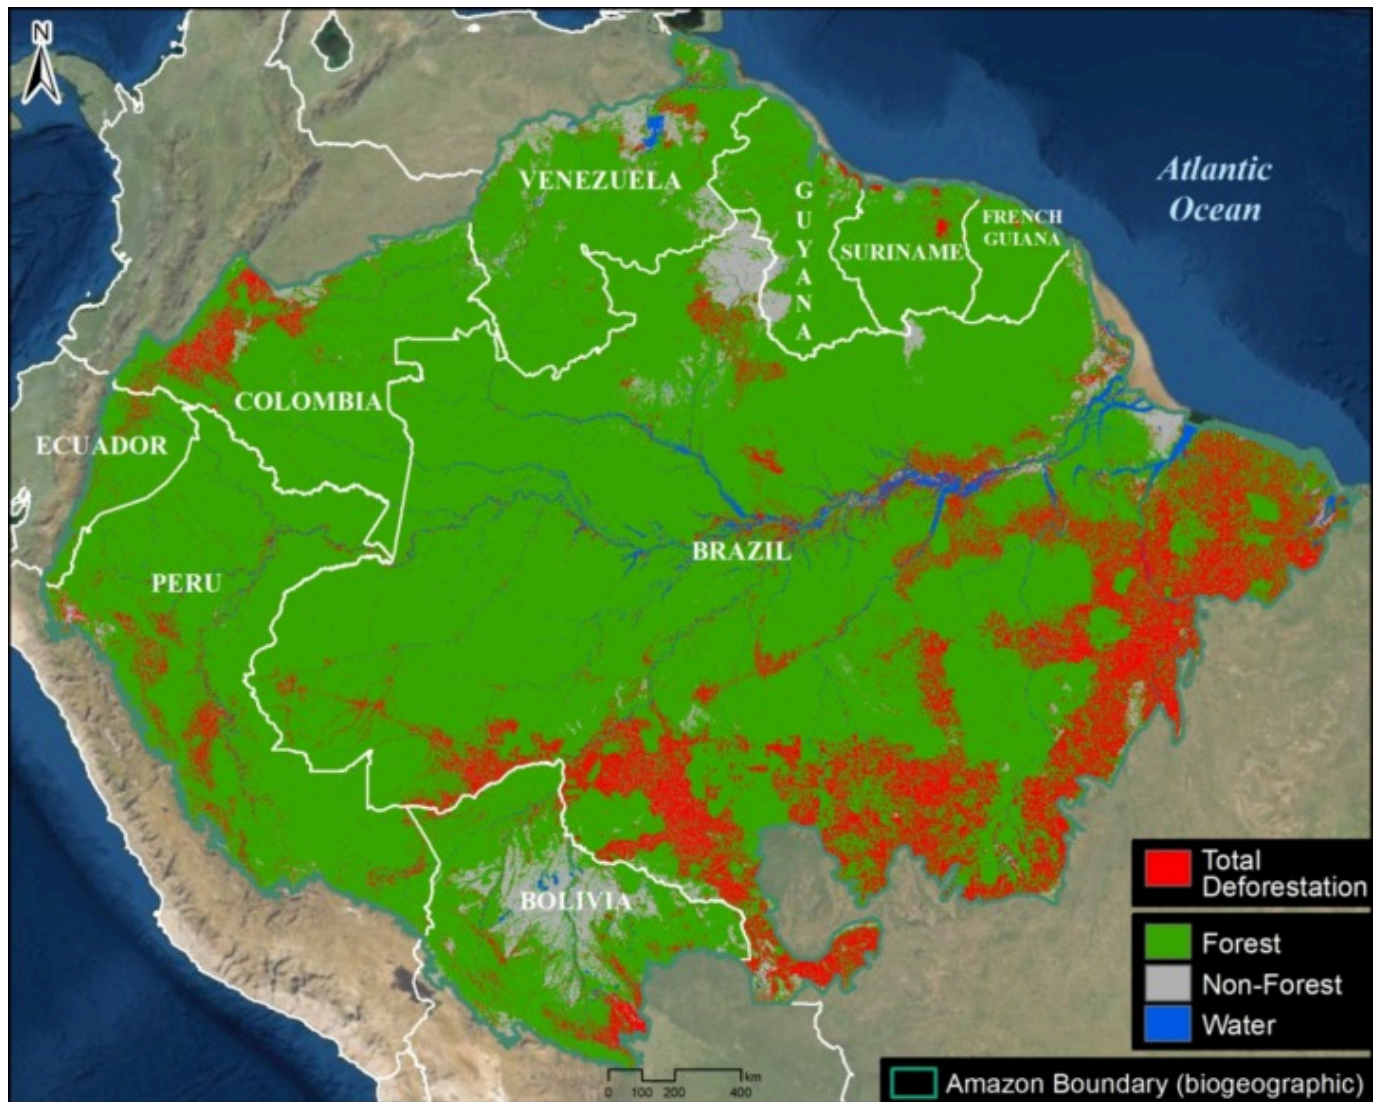 N
Atlantic
Ocean
VENEZUELA
G
U
Y
A
N
A
FRENCH
GUIANA
SURINAME
COLOMBIA
ECUADOR
BRAZIL
PERU
BOLIVIA
Total
Deforestation
Forest
Non-Forest
Water
km
0 100 200 400
Amazon Boundary (biogeographic)